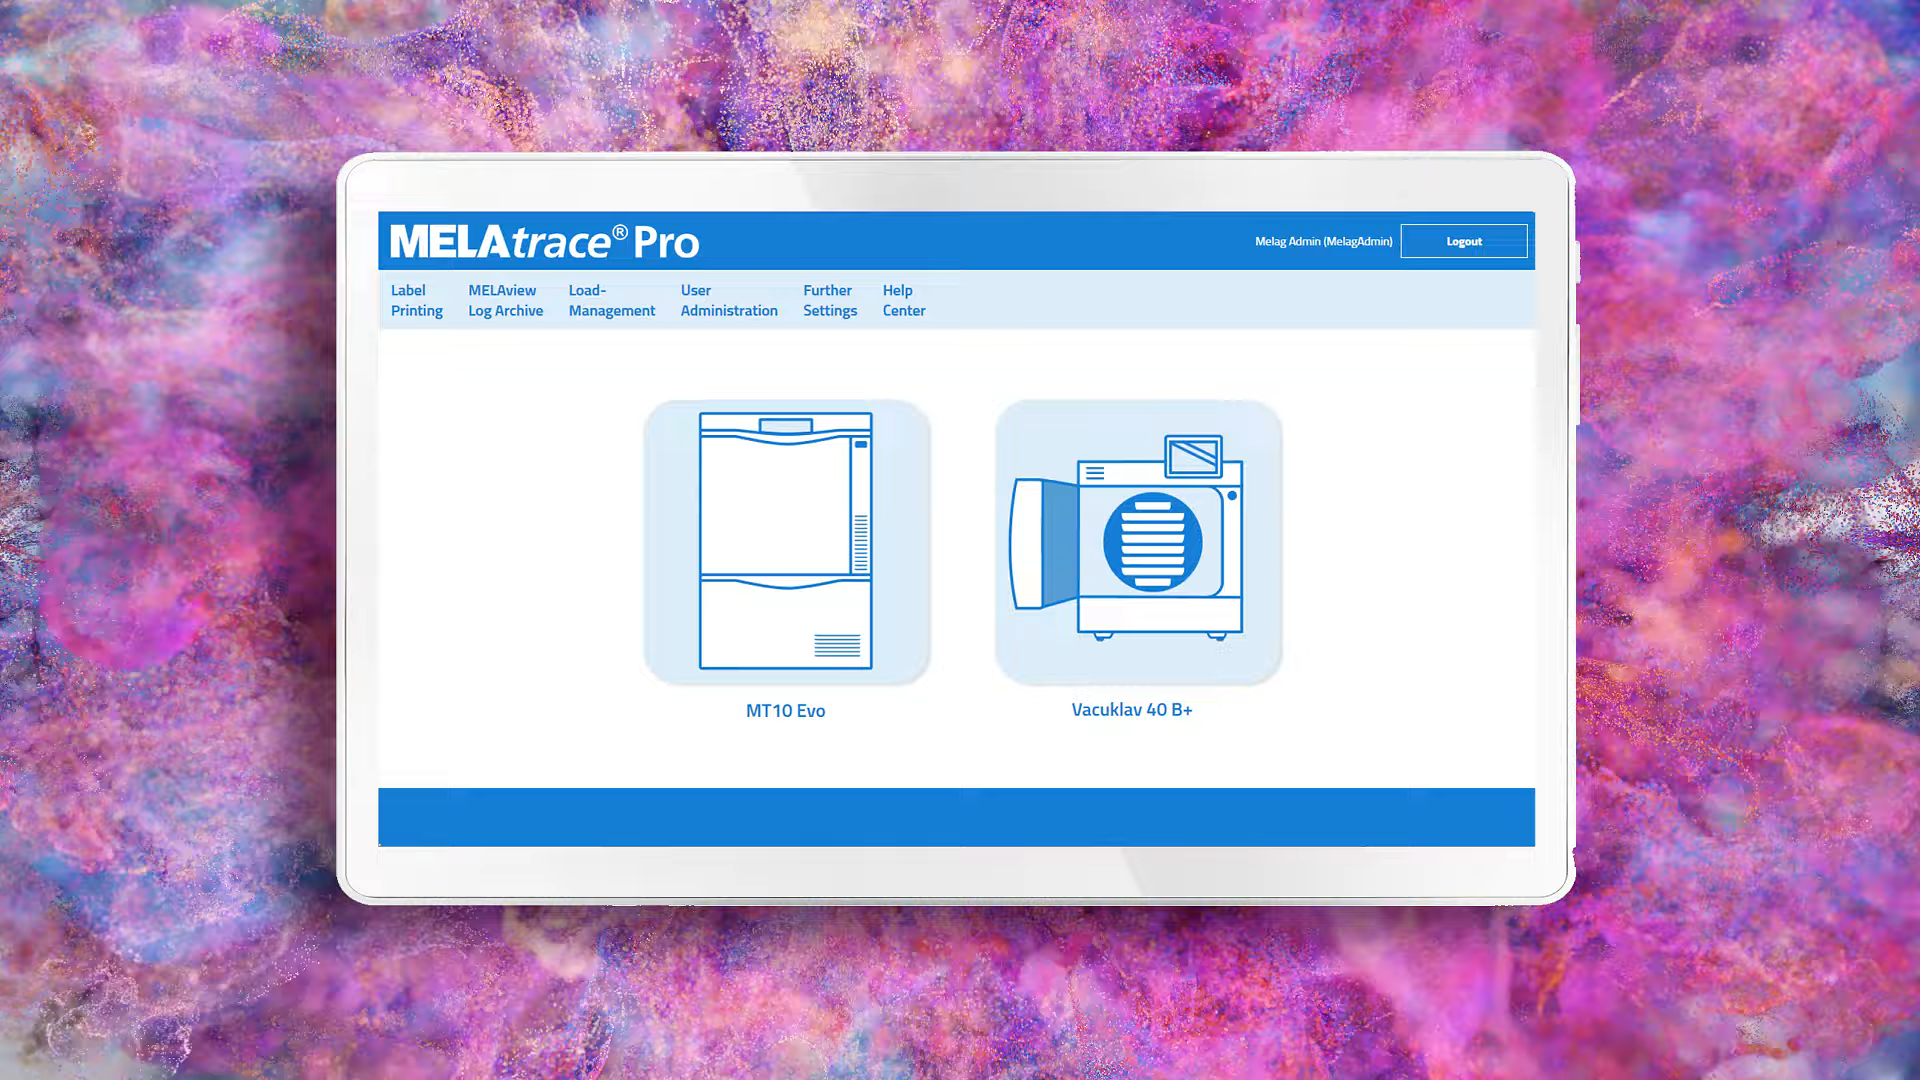 MELAtrace® Pro
Melag Admin (MelagAdmin)
Logout
Label
Printing
MELAview
Log Archive
Load-
Management
User
Administration
Further
Settings
Help
Center
MT10 Evo
Vacuklav 40 B+